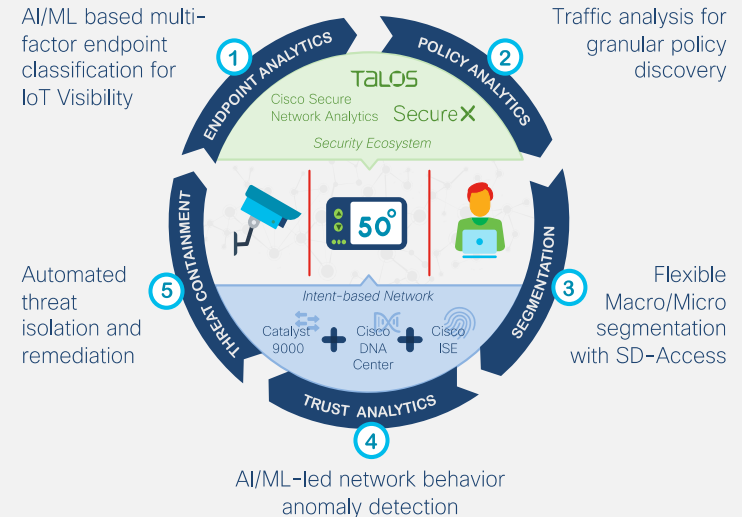 AI/ML based multi-
factor endpoint
classification for
IoT Visibility
1
ENDPOINT ANALYTICS
2
POLICY ANALYTICS
Traffic analysis for
granular policy
discovery
TALOS
Cisco Secure
Network Analytics
SecureX
Security Ecosystem
50°
THREAT CONTAINMENT
5
Automated
threat
isolation and
remediation
SEGMENTATION
3
Flexible
Macro/Micro
segmentation
with SD-Access
Intent-based Network
Catalyst
9000
+
Cisco
DNA
Center
+
Cisco
ISE
TRUST ANALYTICS
4
AI/ML-led network behavior
anomaly detection